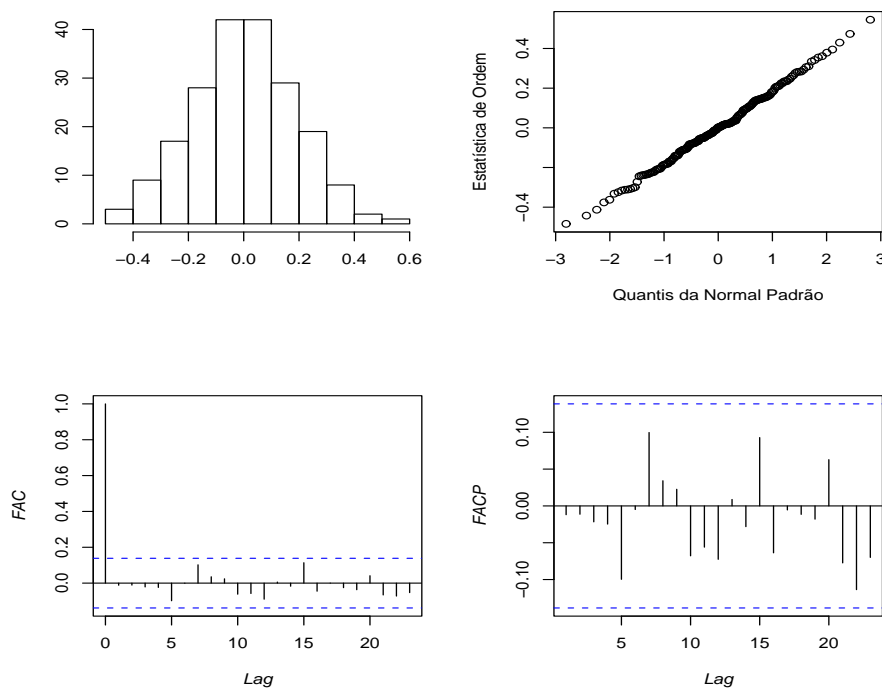 40
30
20
10
0
−0.4 −0.2 0.0 0.2 0.4 0.6
Estatística de Ordem
0.4
0.2
0.0
−0.4
−3 −2 −1 0 1 2 3
Quantis da Normal Padrão
FAC
1.0
0.8
0.6
0.4
0.2
0.0
0 5 10 15 20
Lag
FACP
0.10
0.00
−0.10
5 10 15 20
Lag